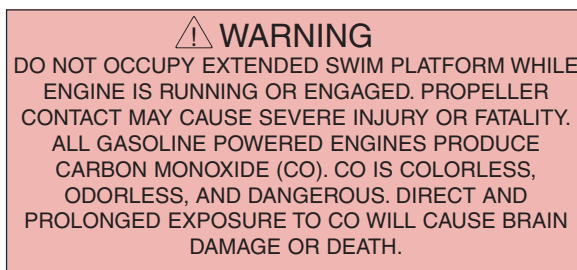 WARNING
DO NOT OCCUPY EXTENDED SWIM PLATFORM WHILE
ENGINE IS RUNNING OR ENGAGED. PROPELLER
CONTACT MAY CAUSE SEVERE INJURY OR FATALITY.
ALL GASOLINE POWERED ENGINES PRODUCE
CARBON MONOXIDE (CO). CO IS COLORLESS,
ODORLESS, AND DANGEROUS. DIRECT AND
PROLONGED EXPOSURE TO CO WILL CAUSE BRAIN
DAMAGE OR DEATH.